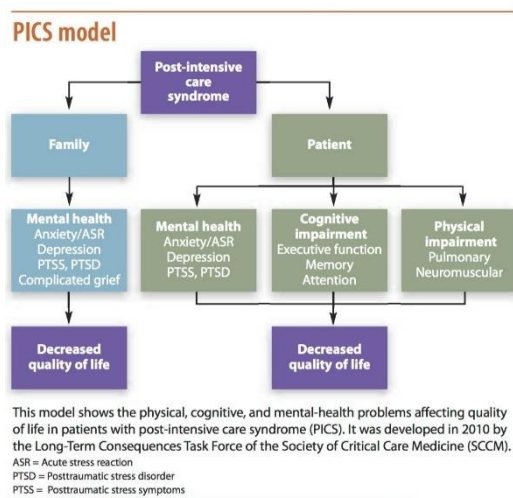 PICS model
Post-intensive
care
syndrome
Family
Patient
Mental health
Anxiety/ASR
Depression
PTSS, PTSD
Complicated grief
Mental health
Anxiety/ASR
Depression
PTSS, PTSD
Cognitive
impairment
Executive function
Memory
Attention
Physical
impairment
Pulmonary
Neuromuscular
Decreased
quality of life
Decreased
quality of life
This model shows the physical, cognitive, and mental-health problems affecting quality
of life in patients with post-intensive care syndrome (PICS). It was developed in 2010 by
the Long-Term Consequences Task Force of the Society of Critical Care Medicine (SCCM).
ASR = Acute stress reaction
PTSD = Posttraumatic stress disorder
PTSS = Posttraumatic stress symptoms